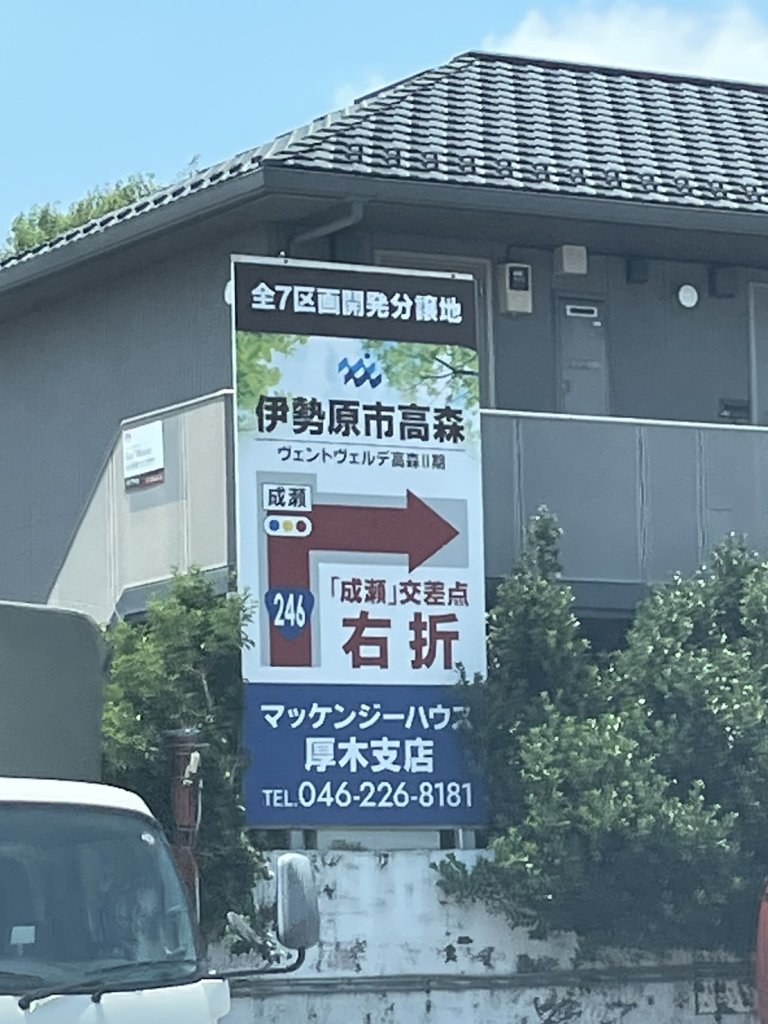 全7区画開発分譲地
伊勢原市高森
ヴェントヴェルデ高森II期
成瀬
246
「成瀬」交差点
右折
マッケンジーハウス
厚木支店
TEL.046-226-8181